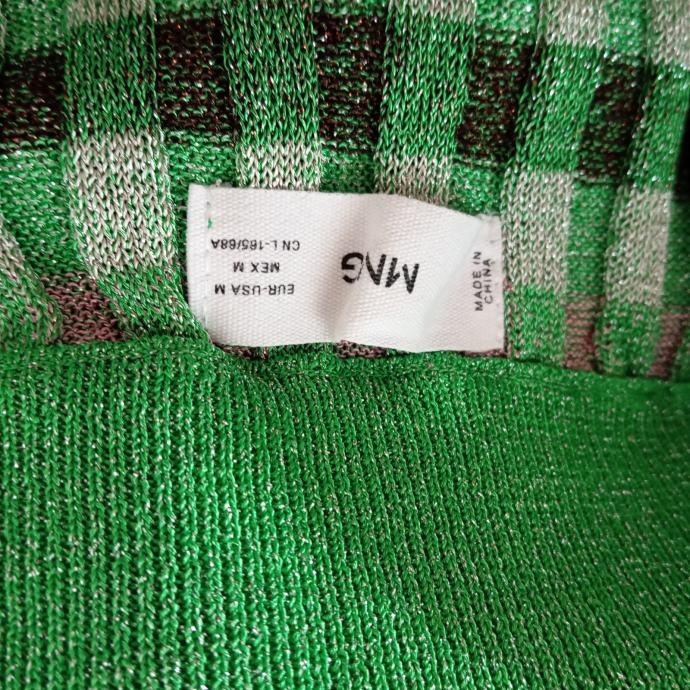 MNG
EUR-USA M
MEX M
CN L-165/68A
MADE IN
CHINA